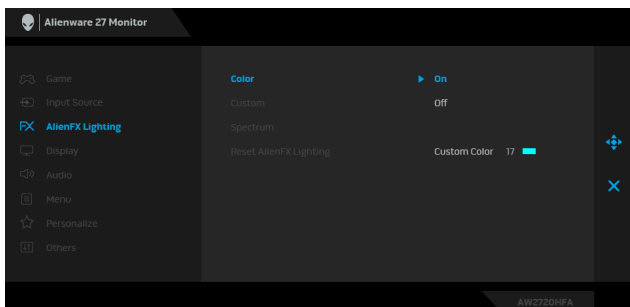 Alienware 27 Monitor
Game
Color
On
Input Source
Custom
Off
FX AlienFX Lighting
Spectrum
Display
Reset AlienFX Lighting
Custom Color 17
Audio
Menu
Personalize
Others
AW2720HFA